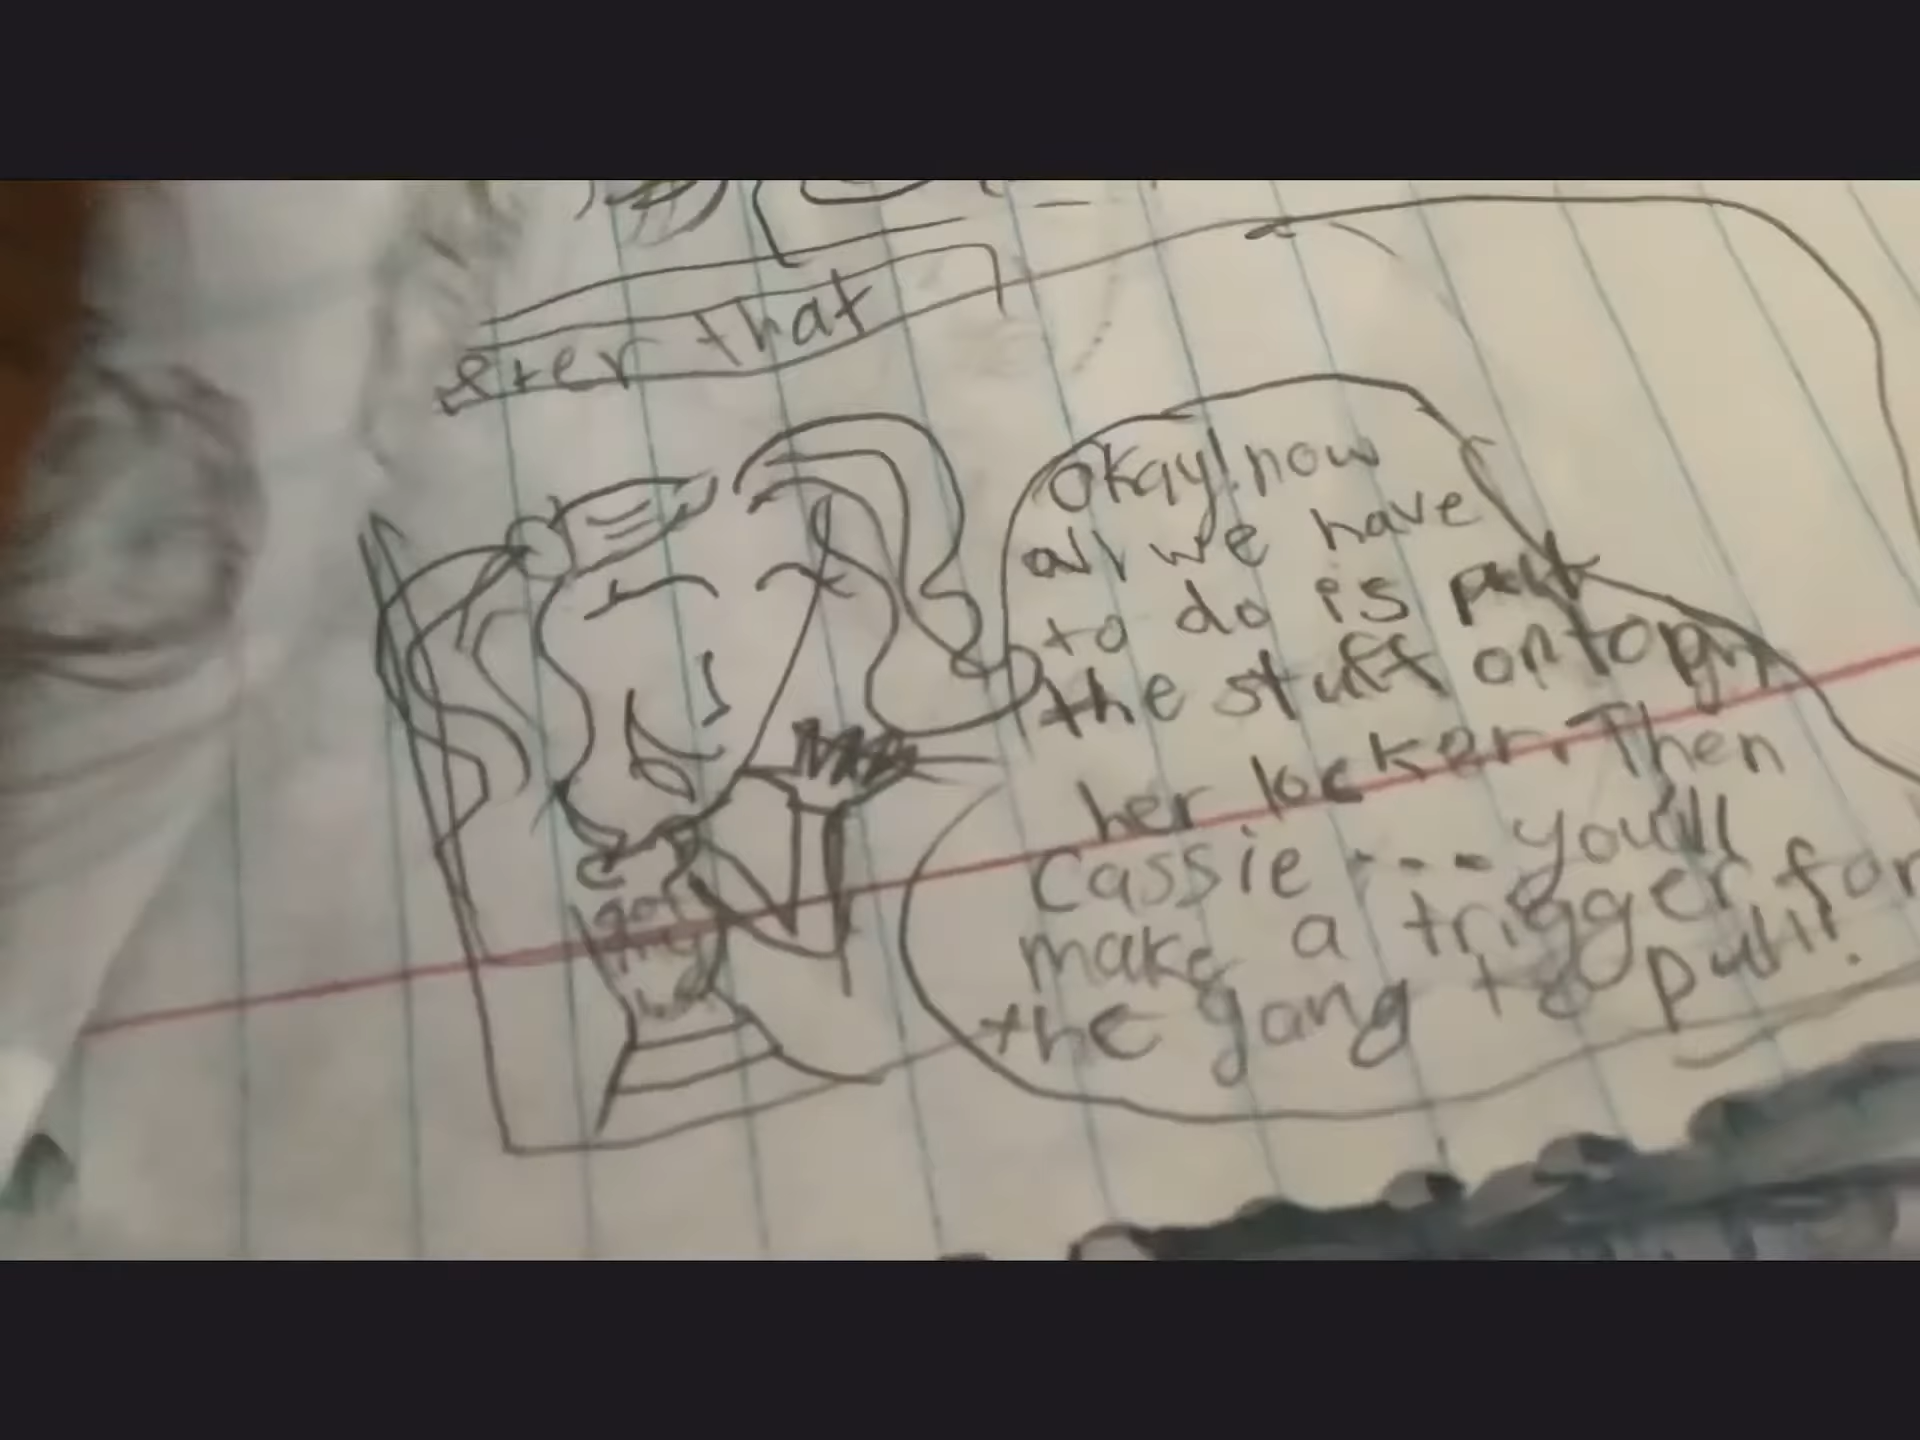 after that
okay! now
all we have
to do is put
the stuff on top
her locker. Then
Cassie --- you'll
make a trigger for
the gang to pull!